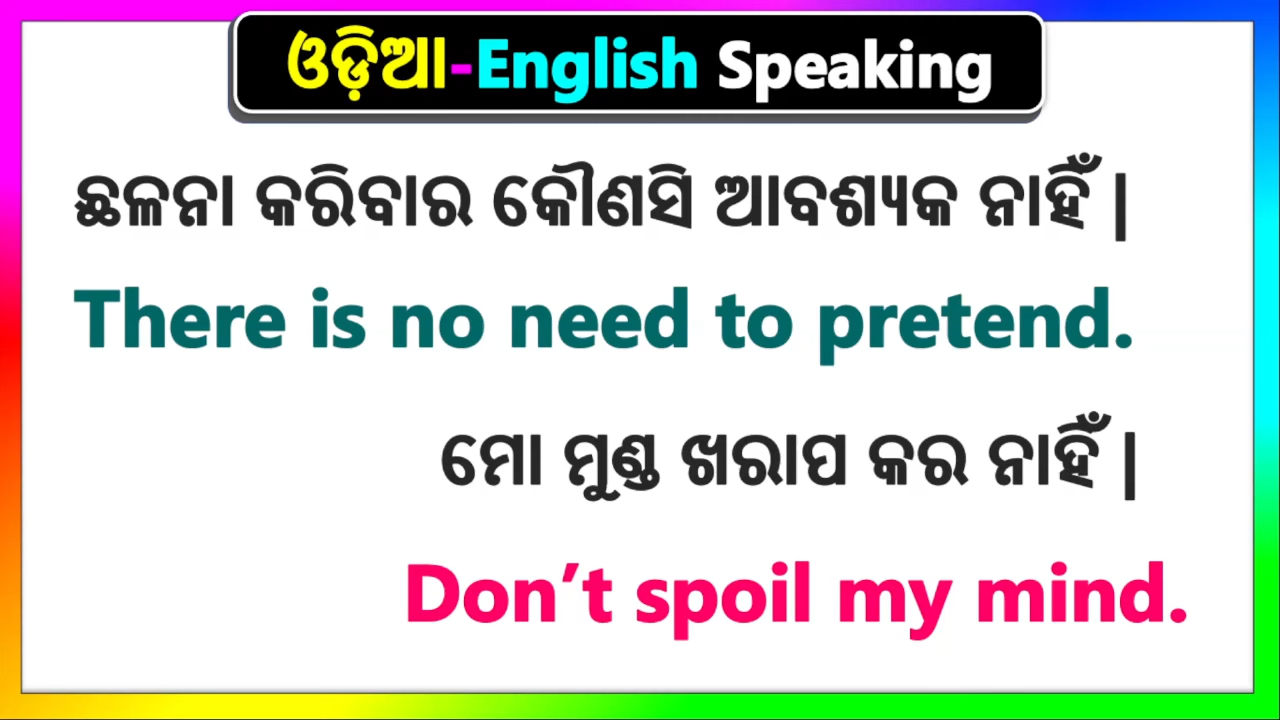 ଓଡ଼ିଆ-English Speaking
ଛଳନା କରିବାର କୌଣସି ଆବଶ୍ୟକ ନାହିଁ |
There is no need to pretend.
ମୋ ମୁଣ୍ଡ ଖରାପ କର ନାହିଁ |
Don’t spoil my mind.